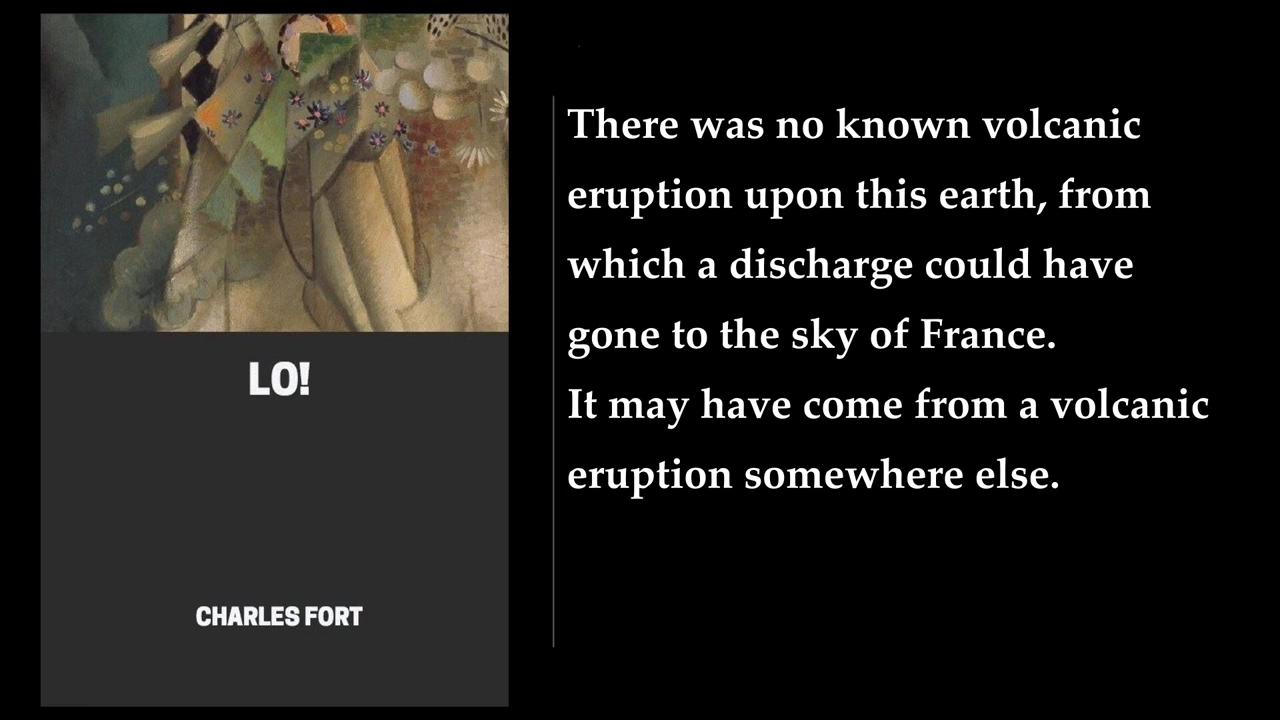 LO!
CHARLES FORT
There was no known volcanic
eruption upon this earth, from
which a discharge could have
gone to the sky of France.
It may have come from a volcanic
eruption somewhere else.